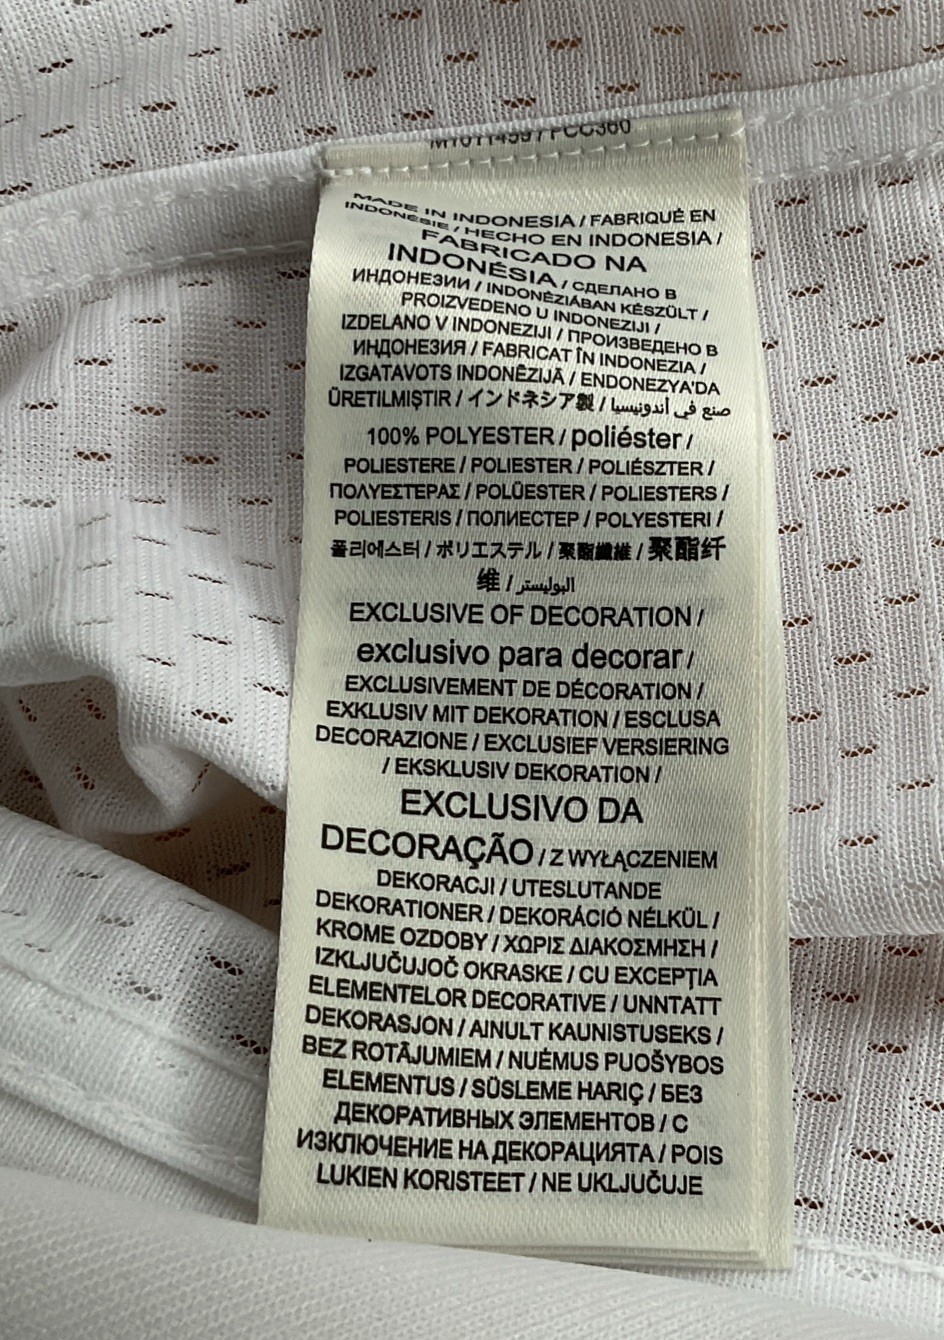 MT0114597 / FCC360
MADE IN INDONESIA / FABRIQUÉ EN
INDONÉSIE / HECHO EN INDONESIA /
FABRICADO NA
INDONÉSIA / СДЕЛАНО В
ИНДОНЕЗИИ / INDONÉZIÁBAN KÉSZÜLT /
PROIZVEDENO U INDONEZIJI /
IZDELANO V INDONEZIJI / ПРОИЗВЕДЕНО В
ИНДОНЕЗИЯ / FABRICAT ÎN INDONEZIA /
IZGATAVOTS INDONĒZIJĀ / ENDONEZYA'DA
ÜRETILMIŞTIR / インドネシア製 / صنع في أندونيسيا
100% POLYESTER / poliéster /
POLIESTERE / POLIESTER / POLIÉSZTER /
ΠΟΛΥΕΣΤΕΡΑΣ / POLÜESTER / POLIESTERS /
POLIESTERIS / ПОЛИЕСТЕР / POLYESTERI /
폴리에스터 / ポリエステル / 聚酯纖維 / 聚酯纤
维 / البوليستر
EXCLUSIVE OF DECORATION /
exclusivo para decorar /
EXCLUSIVEMENT DE DÉCORATION /
EXKLUSIV MIT DEKORATION / ESCLUSA
DECORAZIONE / EXCLUSIEF VERSIERING
/ EKSKLUSIV DEKORATION /
EXCLUSIVO DA
DECORAÇÃO / Z WYŁĄCZENIEM
DEKORACJI / UTESLUTANDE
DEKORATIONER / DEKORÁCIÓ NÉLKÜL /
KROME OZDOBY / ΧΩΡΙΣ ΔΙΑΚΟΣΜΗΣΗ /
IZKLJUČUJOČ OKRASKE / CU EXCEPŢIA
ELEMENTELOR DECORATIVE / UNNTATT
DEKORASJON / AINULT KAUNISTUSEKS /
BEZ ROTĀJUMIEM / NUĖMUS PUOŠYBOS
ELEMENTUS / SÜSLEME HARIÇ / БЕЗ
ДЕКОРАТИВНЫХ ЭЛЕМЕНТОВ / С
ИЗКЛЮЧЕНИЕ НА ДЕКОРАЦИЯТА / POIS
LUKIEN KORISTEET / NE UKLJUČUJE